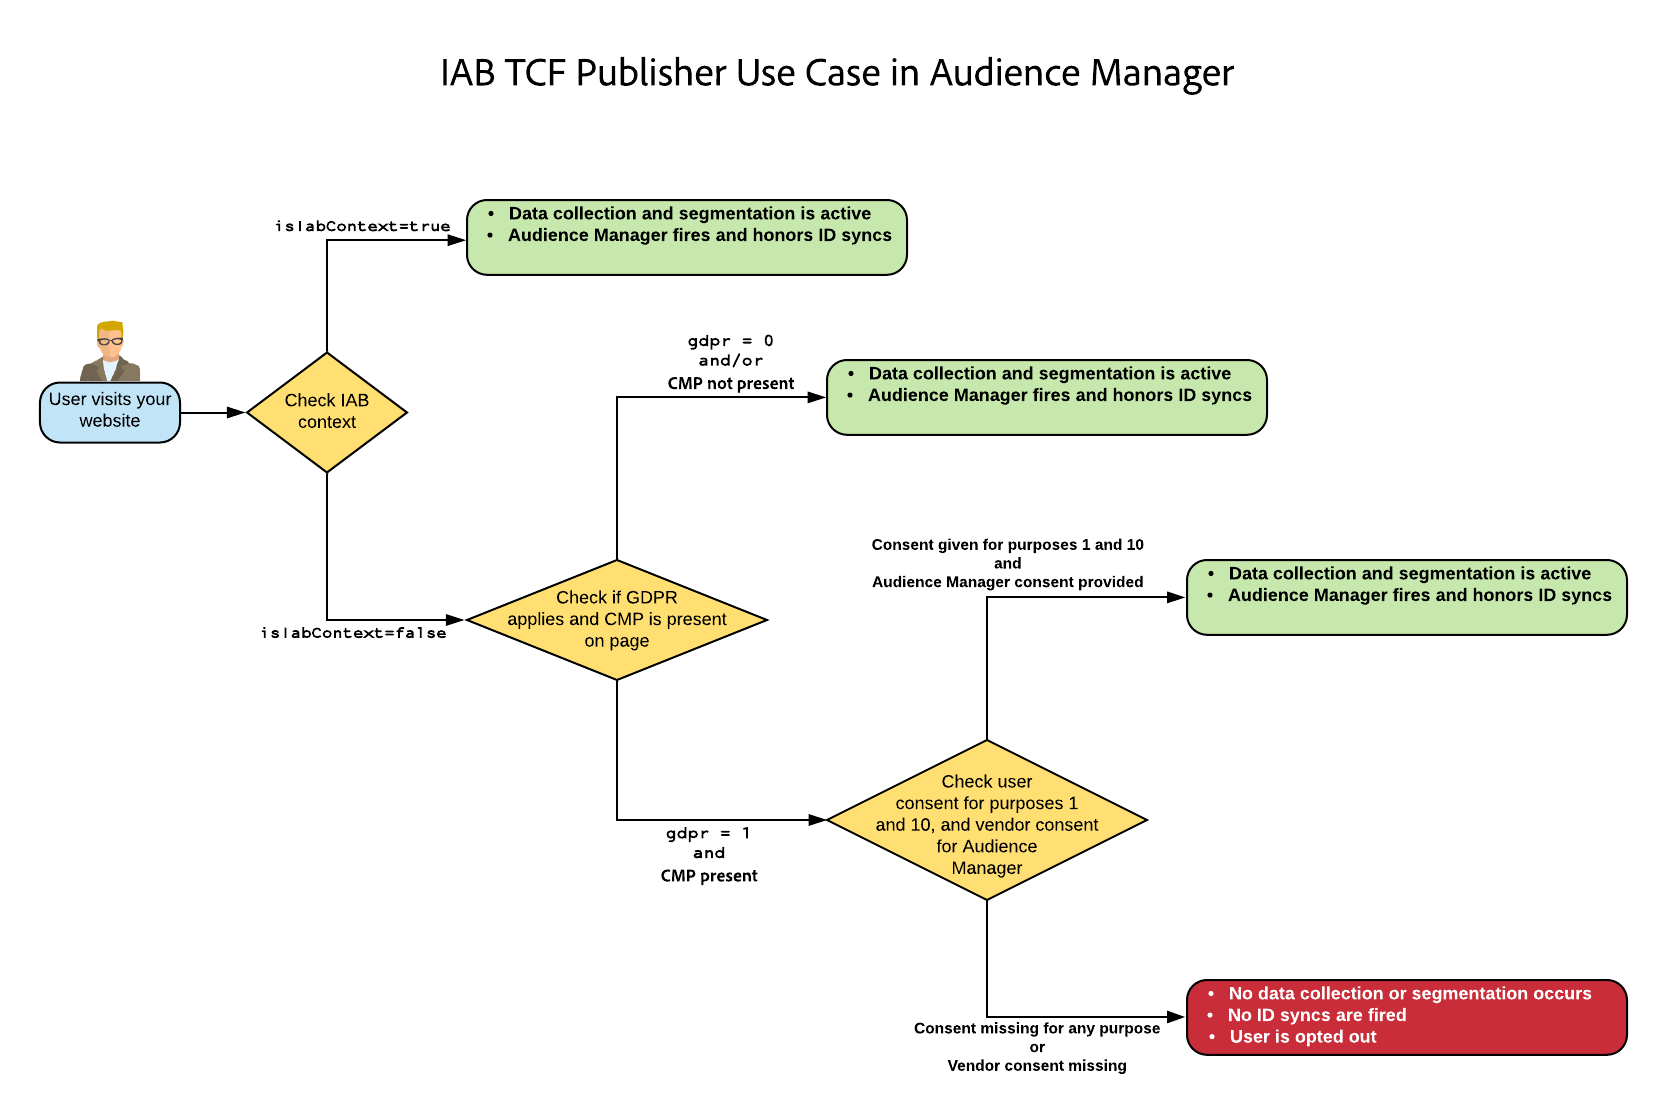 IAB TCF Publisher Use Case in Audience Manager
isIabContext=true
• Data collection and segmentation is active
• Audience Manager fires and honors ID syncs
User visits your
website
Check IAB
context
gdpr = 0
and/or
CMP not present
• Data collection and segmentation is active
• Audience Manager fires and honors ID syncs
isIabContext=false
Check if GDPR
applies and CMP is present
on page
Consent given for purposes 1 and 10
and
Audience Manager consent provided
• Data collection and segmentation is active
• Audience Manager fires and honors ID syncs
gdpr = 1
and
CMP present
Check user
consent for purposes 1
and 10, and vendor consent
for Audience
Manager
Consent missing for any purpose
or
Vendor consent missing
• No data collection or segmentation occurs
• No ID syncs are fired
• User is opted out